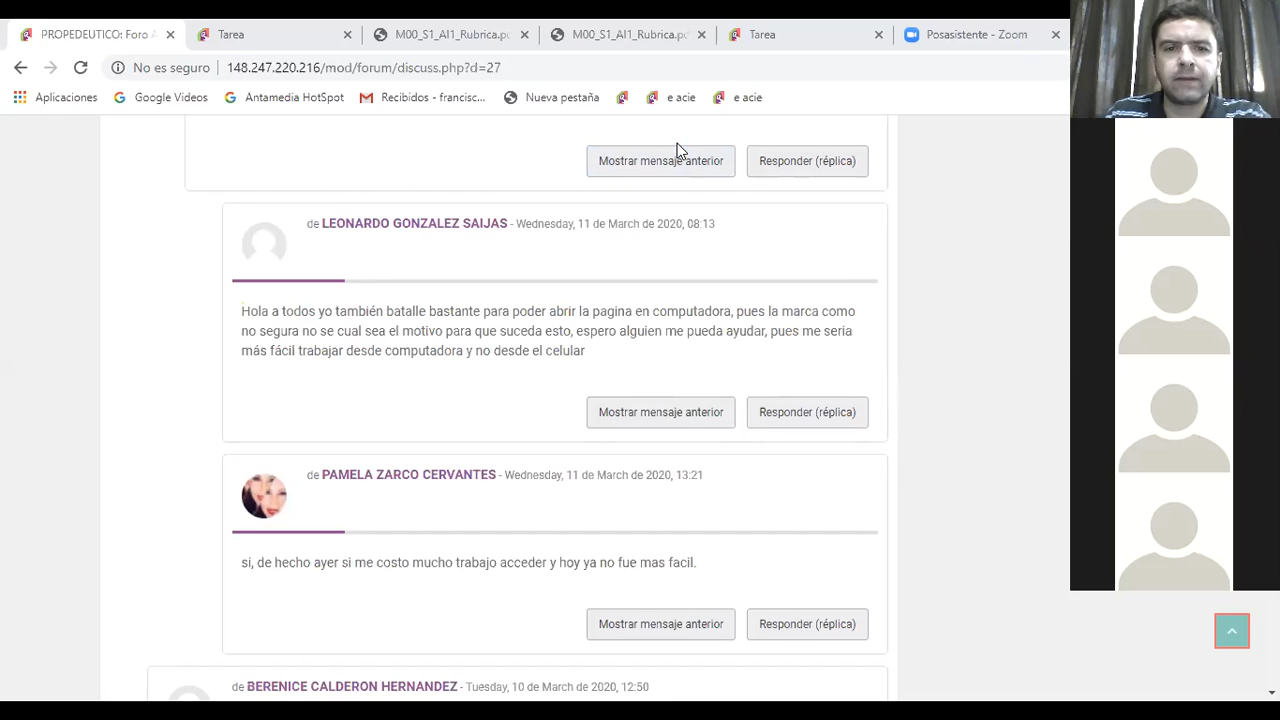 PROPEDEUTICO: Foro A
Tarea
M00_S1_AI1_Rubrica.pd
M00_S1_AI1_Rubrica.pd
Tarea
Posasistente - Zoom
No es seguro
148.247.220.216/mod/forum/discuss.php?d=27
Aplicaciones
Google Videos
Antamedia HotSpot
Recibidos - francisc...
Nueva pestaña
e acie
e acie
Mostrar mensaje anterior
Responder (réplica)
de LEONARDO GONZALEZ SAIJAS - Wednesday, 11 de March de 2020, 08:13
Hola a todos yo también batalle bastante para poder abrir la pagina en computadora, pues la marca como
no segura no se cual sea el motivo para que suceda esto, espero alguien me pueda ayudar, pues me seria
más fácil trabajar desde computadora y no desde el celular
Mostrar mensaje anterior
Responder (réplica)
de PAMELA ZARCO CERVANTES - Wednesday, 11 de March de 2020, 13:21
si, de hecho ayer si me costo mucho trabajo acceder y hoy ya no fue mas facil.
Mostrar mensaje anterior
Responder (réplica)
de BERENICE CALDERON HERNANDEZ - Tuesday, 10 de March de 2020, 12:50